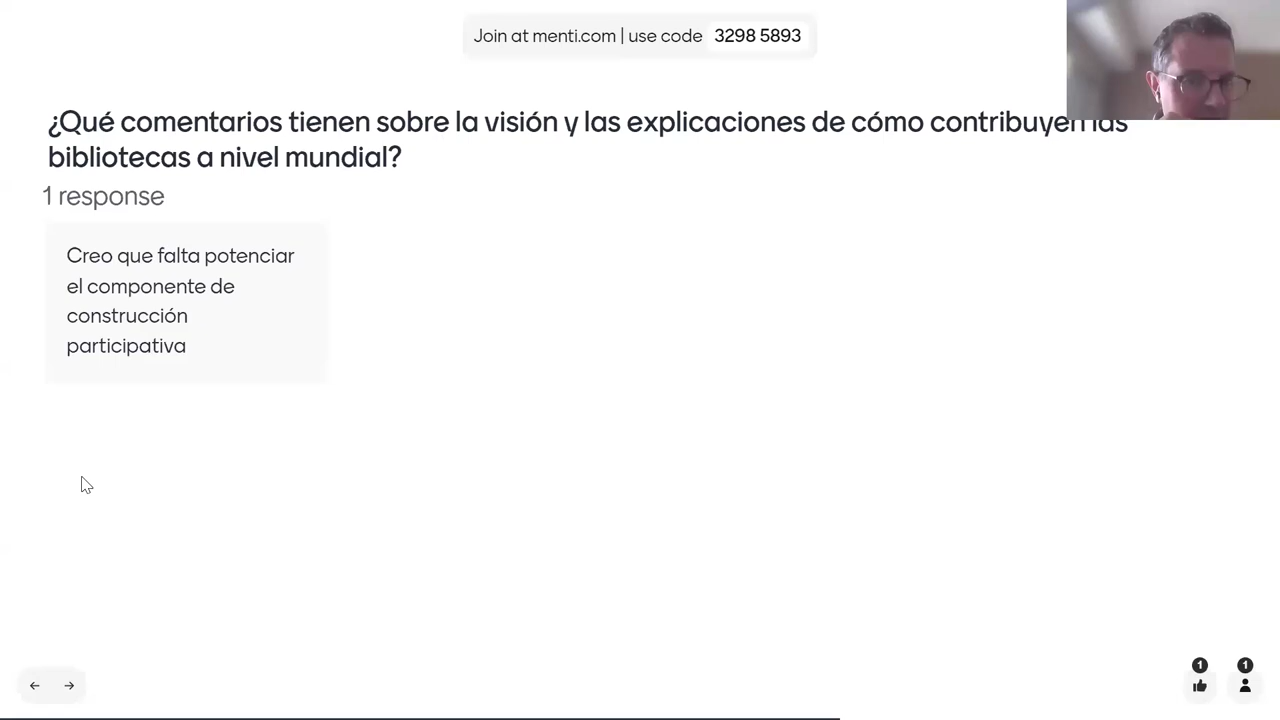 Join at menti.com | use code 3298 5893
¿Qué comentarios tienen sobre la visión y las explicaciones de cómo contribuyen las
bibliotecas a nivel mundial?
1 response
Creo que falta potenciar
el componente de
construcción
participativa
1 1